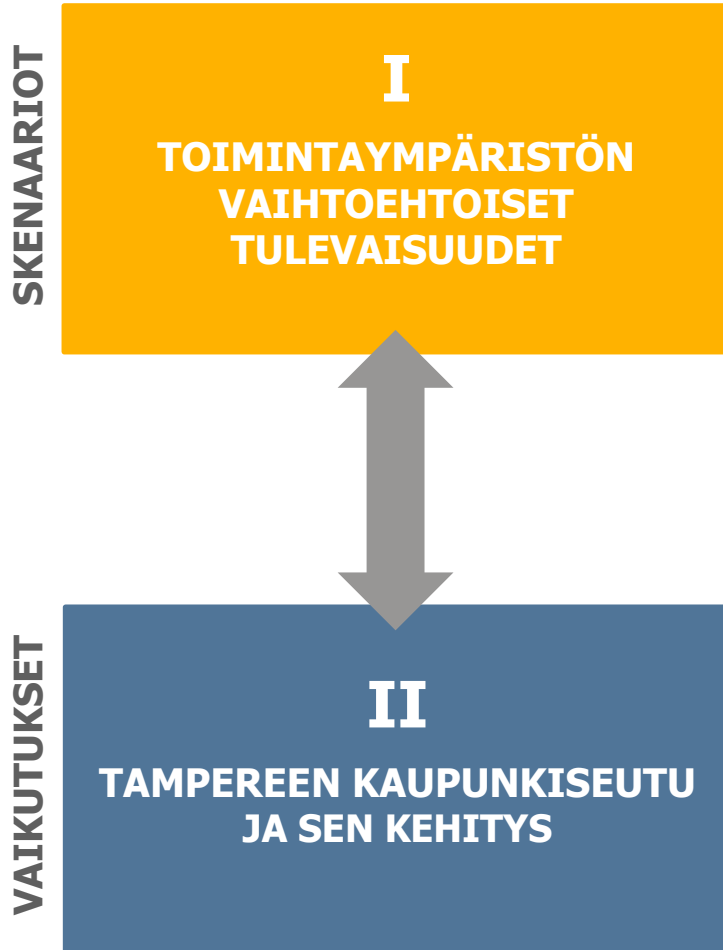 SKENAARIOT
I
TOIMINTAYMPÄRISTÖN
VAIHTOEHTOISET
TULEVAISUUDET
VAIKUTUKSET
II
TAMPEREEN KAUPUNKISEUTU
JA SEN KEHITYS